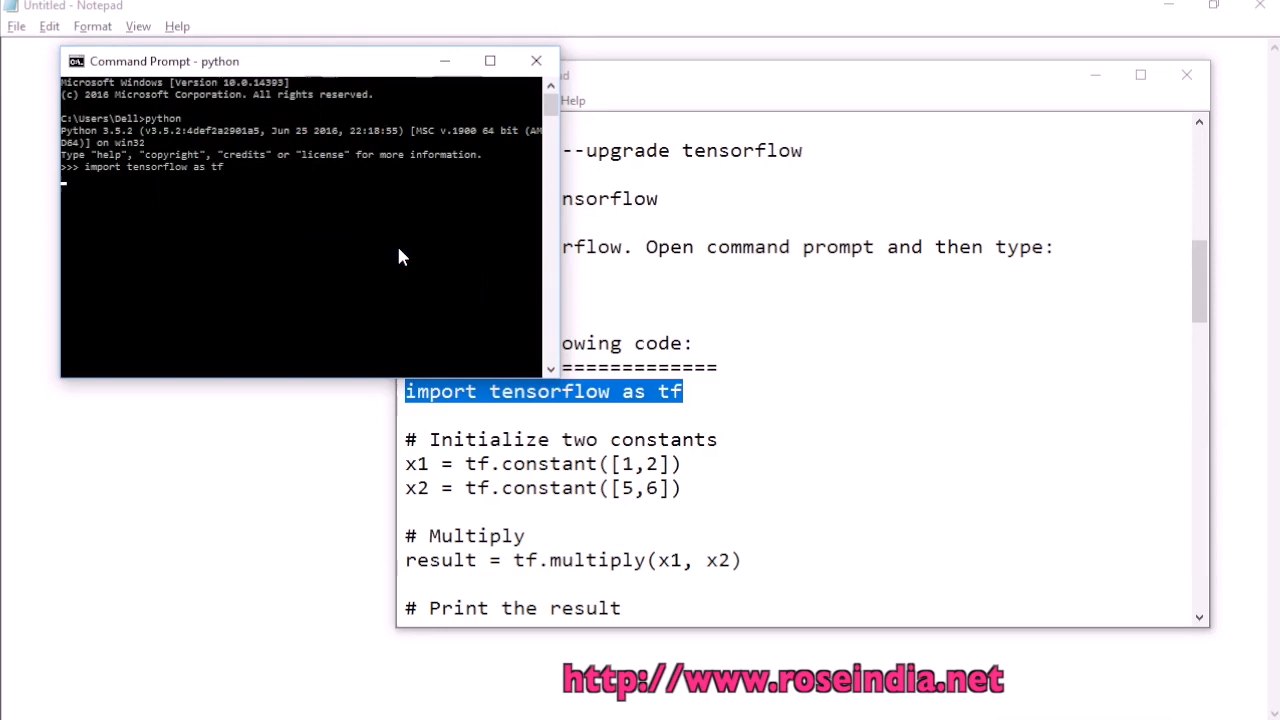 Untitled - Notepad
File Edit Format View Help
Command Prompt - python
Microsoft Windows [Version 10.0.14393]
(c) 2016 Microsoft Corporation. All rights reserved.
C:\Users\Dell>python
Python 3.5.2 (v3.5.2:4def2a2901a5, Jun 25 2016, 22:18:55) [MSC v.1900 64 bit (AM
D64)] on win32
Type "help", "copyright", "credits" or "license" for more information.
>>> import tensorflow as tf
d
Help
--upgrade tensorflow
nsorflow
rflow. Open command prompt and then type:
owing code:
=============
import tensorflow as tf
# Initialize two constants
x1 = tf.constant([1,2])
x2 = tf.constant([5,6])
# Multiply
result = tf.multiply(x1, x2)
# Print the result
http://www.roseindia.net